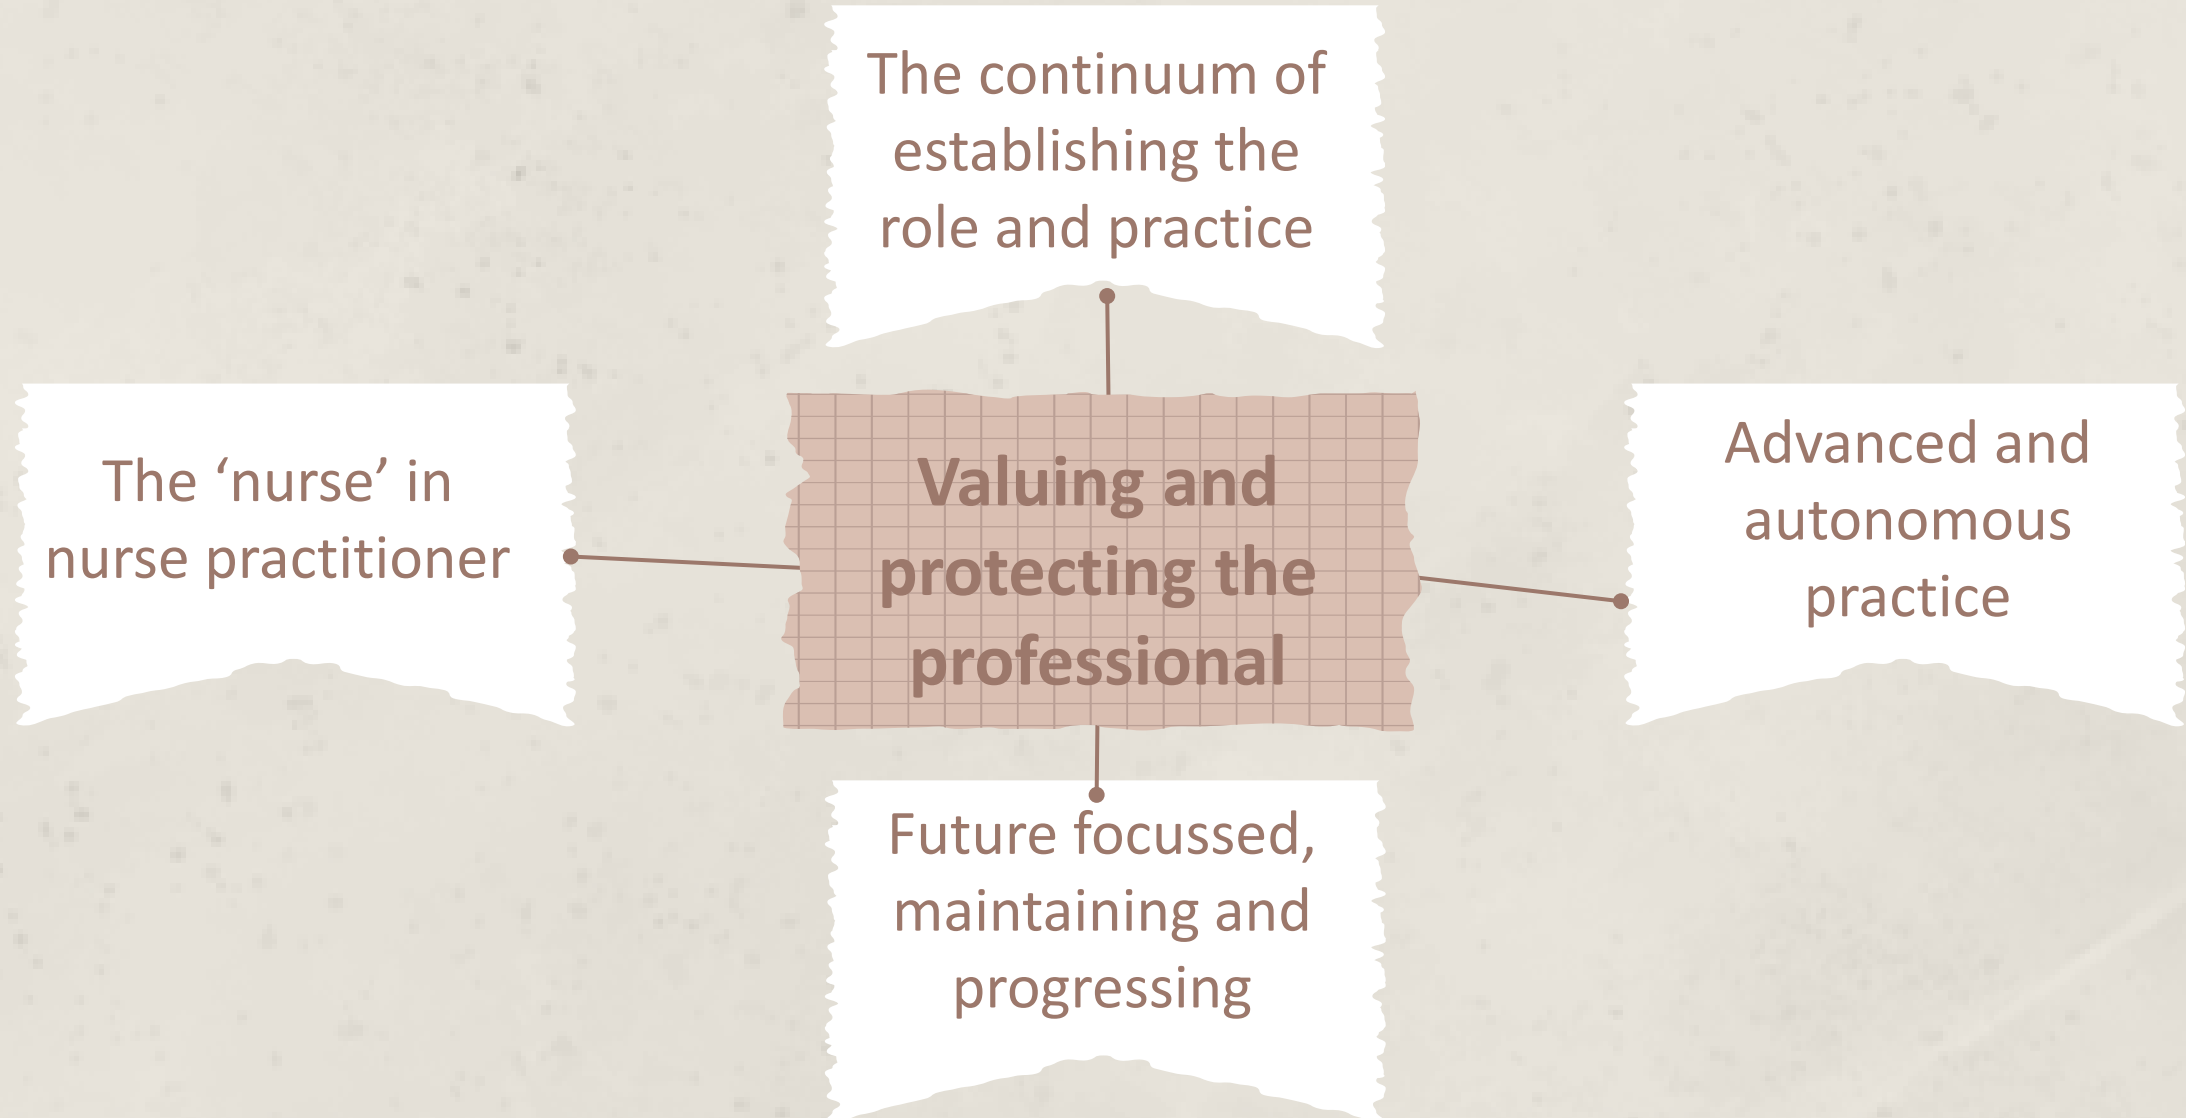 The continuum of
establishing the
role and practice
The ‘nurse’ in
nurse practitioner
Valuing and
protecting the
professional
Advanced and
autonomous
practice
Future focussed,
maintaining and
progressing